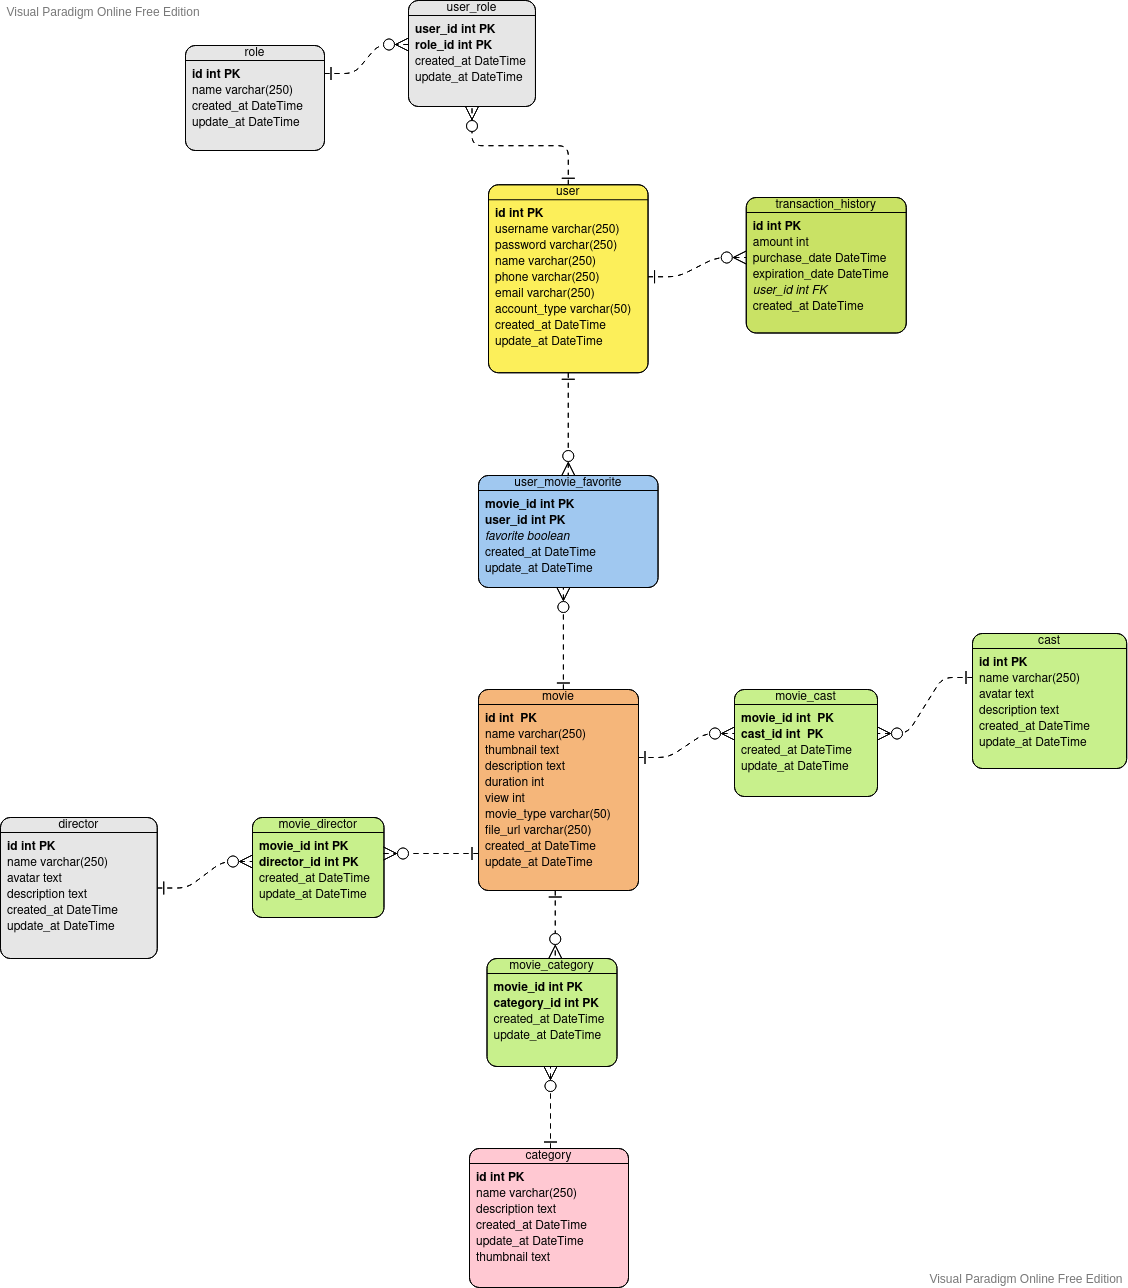 Visual Paradigm Online Free Edition
user_role
user_id int PK
role_id int PK
created_at DateTime
update_at DateTime
role
id int PK
name varchar(250)
created_at DateTime
update_at DateTime
user
id int PK
username varchar(250)
password varchar(250)
name varchar(250)
phone varchar(250)
email varchar(250)
account_type varchar(50)
created_at DateTime
update_at DateTime
transaction_history
id int PK
amount int
purchase_date DateTime
expiration_date DateTime
user_id int FK
created_at DateTime
user_movie_favorite
movie_id int PK
user_id int PK
favorite boolean
created_at DateTime
update_at DateTime
cast
id int PK
name varchar(250)
avatar text
description text
created_at DateTime
update_at DateTime
movie
id int  PK
name varchar(250)
thumbnail text
description text
duration int
view int
movie_type varchar(50)
file_url varchar(250)
created_at DateTime
update_at DateTime
movie_cast
movie_id int  PK
cast_id int  PK
created_at DateTime
update_at DateTime
director
id int PK
name varchar(250)
avatar text
description text
created_at DateTime
update_at DateTime
movie_director
movie_id int PK
director_id int PK
created_at DateTime
update_at DateTime
movie_category
movie_id int PK
category_id int PK
created_at DateTime
update_at DateTime
category
id int PK
name varchar(250)
description text
created_at DateTime
update_at DateTime
thumbnail text
Visual Paradigm Online Free Edition